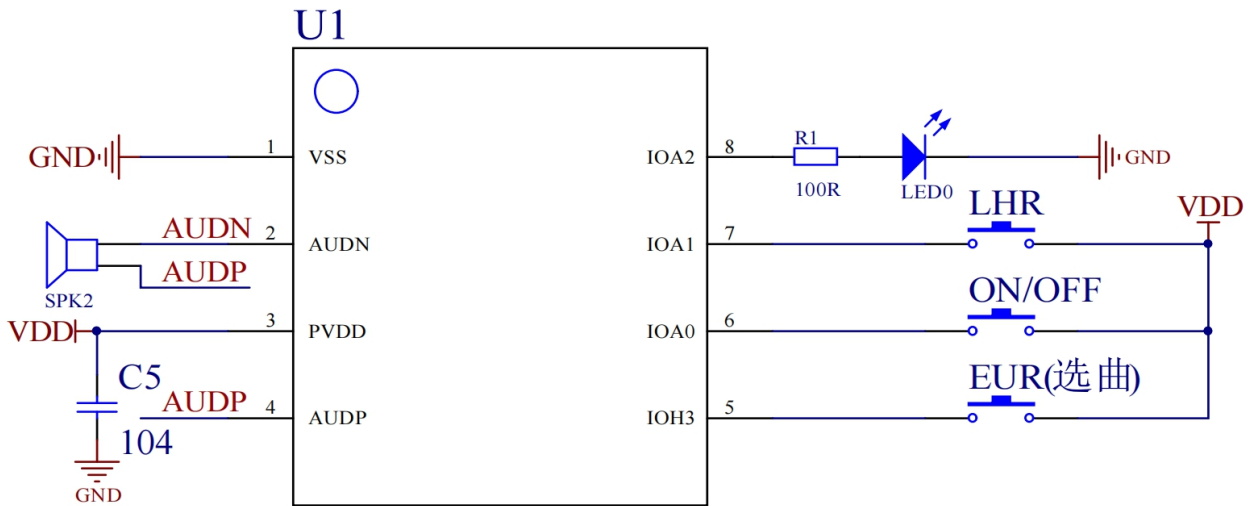 U1
GND
1
VSS
IOA2
8
R1
100R
LED0
GND
AUDN
2
AUDN
AUDP
SPK2
IOA1
7
LHR
VDD
VDD
3
PVDD
IOA0
6
ON/OFF
C5
104
GND
AUDP
4
AUDP
IOH3
5
EUR(选曲)